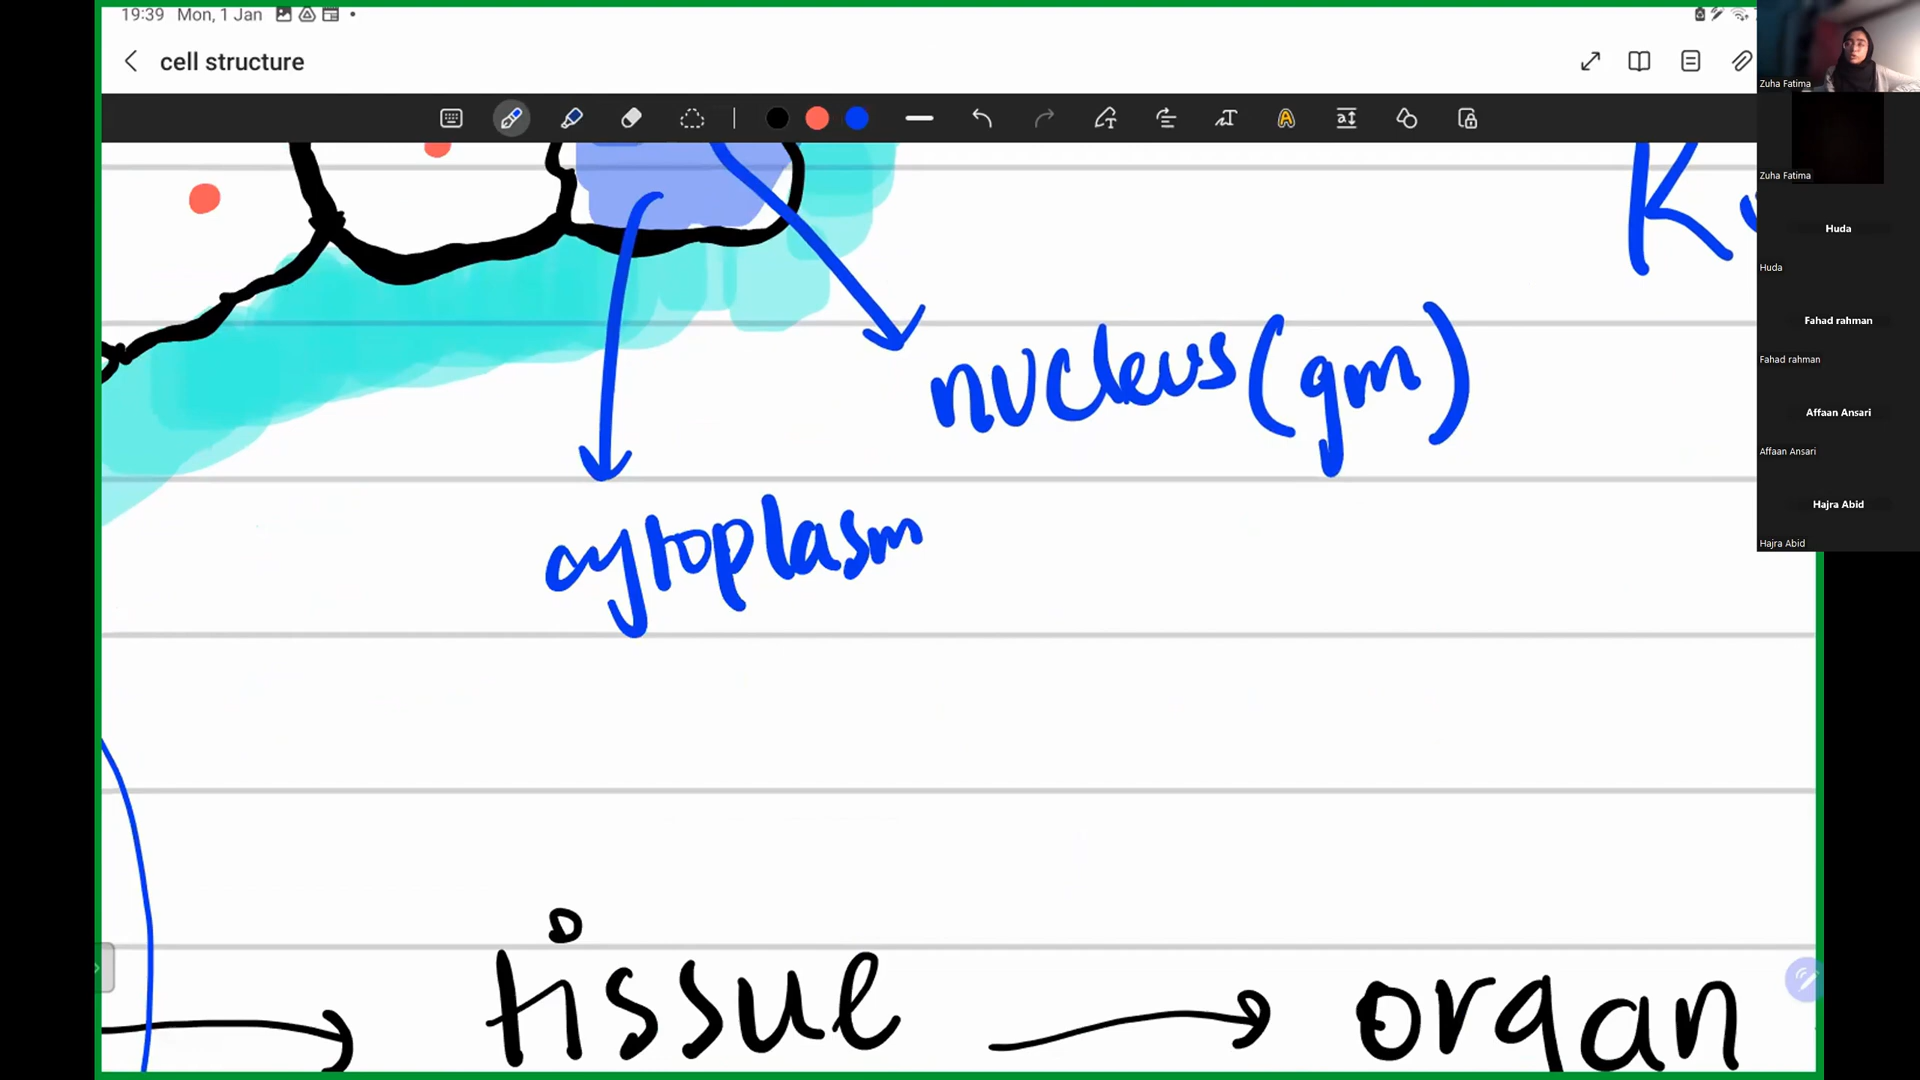 19:39 Mon, 1 Jan
cell structure
Zuha Fatima
Zuha Fatima
Huda
Huda
Fahad rahman
Fahad rahman
Affaan Ansari
Affaan Ansari
Hajra Abid
Hajra Abid
nucleus (gm)
cytoplasm
tissue → organ